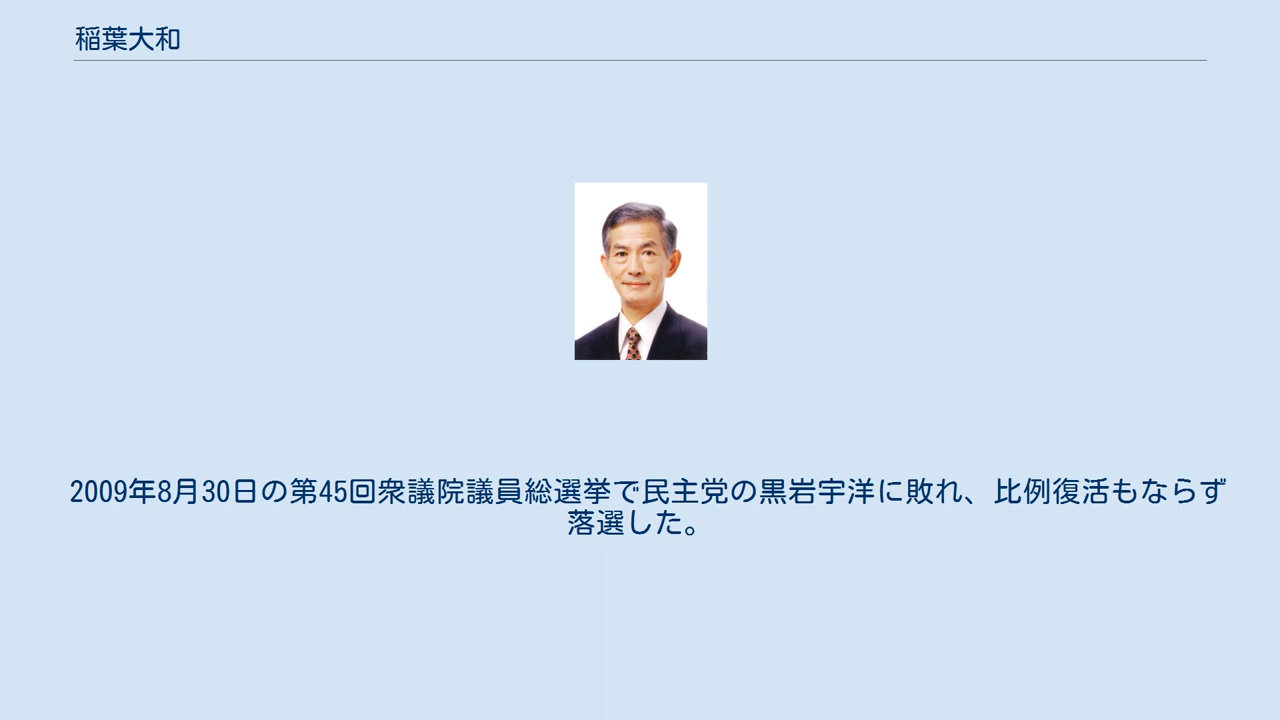 稲葉大和
2009年8月30日の第45回衆議院議員総選挙で民主党の黒岩宇洋に敗れ、比例復活もならず
落選した。